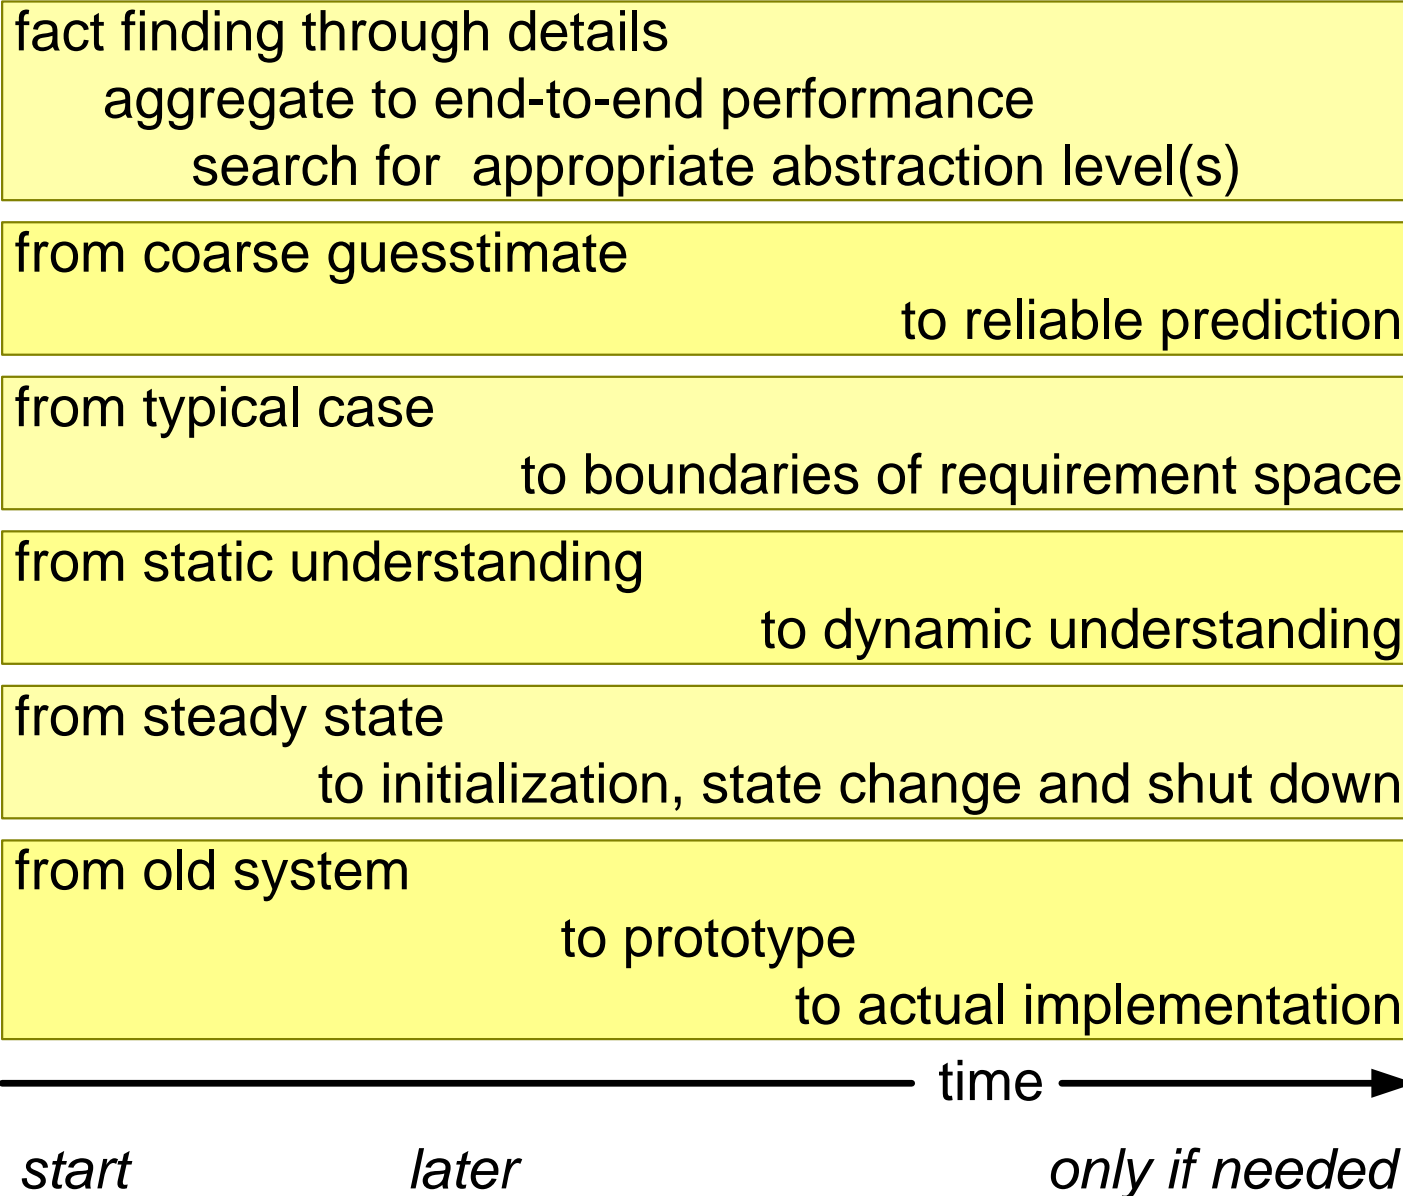 fact finding through details
aggregate to end-to-end performance
search for appropriate abstraction level(s)
from coarse guesstimate
to reliable prediction
from typical case
to boundaries of requirement space
from static understanding
to dynamic understanding
from steady state
to initialization, state change and shut down
from old system
to prototype
to actual implementation
time
start later only if needed